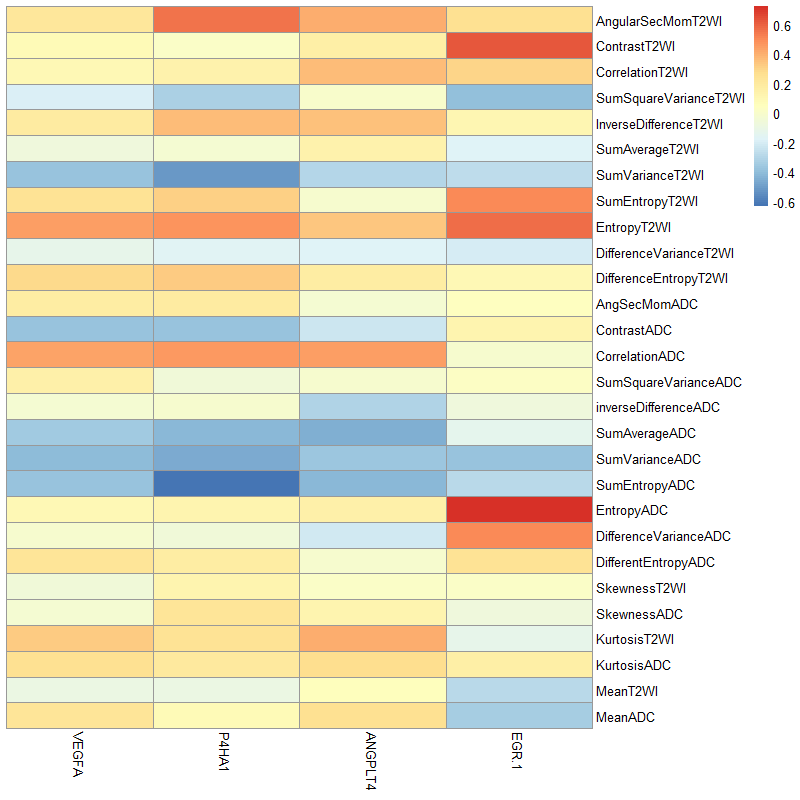 AngularSecMomT2WI
ContrastT2WI
CorrelationT2WI
SumSquareVarianceT2WI
InverseDifferenceT2WI
SumAverageT2WI
SumVarianceT2WI
SumEntropyT2WI
EntropyT2WI
DifferenceVarianceT2WI
DifferenceEntropyT2WI
AngSecMomADC
ContrastADC
CorrelationADC
SumSquareVarianceADC
inverseDifferenceADC
SumAverageADC
SumVarianceADC
SumEntropyADC
EntropyADC
DifferenceVarianceADC
DifferentEntropyADC
SkewnessT2WI
SkewnessADC
KurtosisT2WI
KurtosisADC
MeanT2WI
MeanADC
VEGFA
P4HA1
ANGPLT4
EGR.1
0.6
0.4
0.2
0
-0.2
-0.4
-0.6